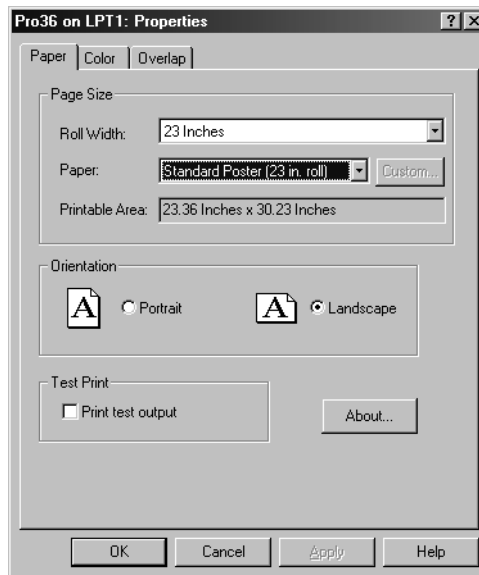 Pro36 on LPT1: Properties
Paper Color Overlap
Page Size
Roll Width: 23 Inches
Paper: Standard Poster (23 in. roll) Custom...
Printable Area: 23.36 Inches x 30.23 Inches
Orientation
A Portrait A Landscape
Test Print
Print test output
About...
OK Cancel Apply Help